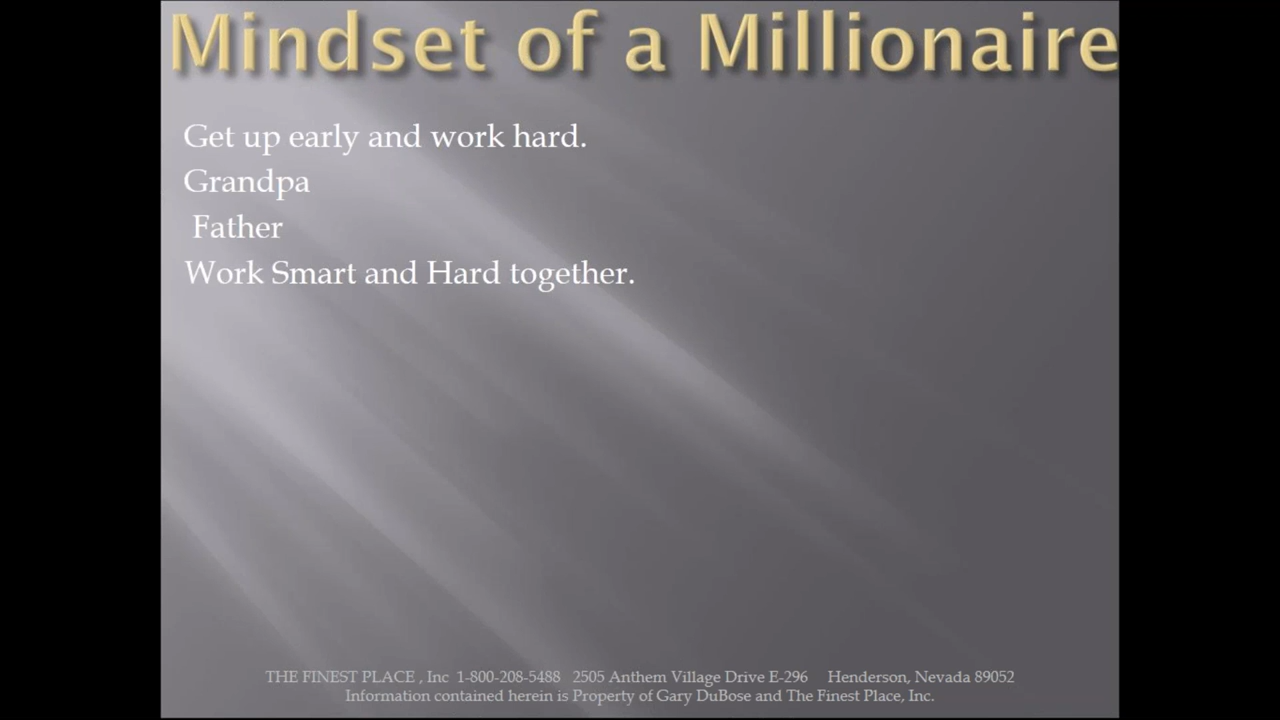 Mindset of a Millionaire
Get up early and work hard.
Grandpa
Father
Work Smart and Hard together.
THE FINEST PLACE , Inc 1-800-208-5488 2505 Anthem Village Drive E-296 Henderson, Nevada 89052
Information contained herein is Property of Gary DuBose and The Finest Place, Inc.